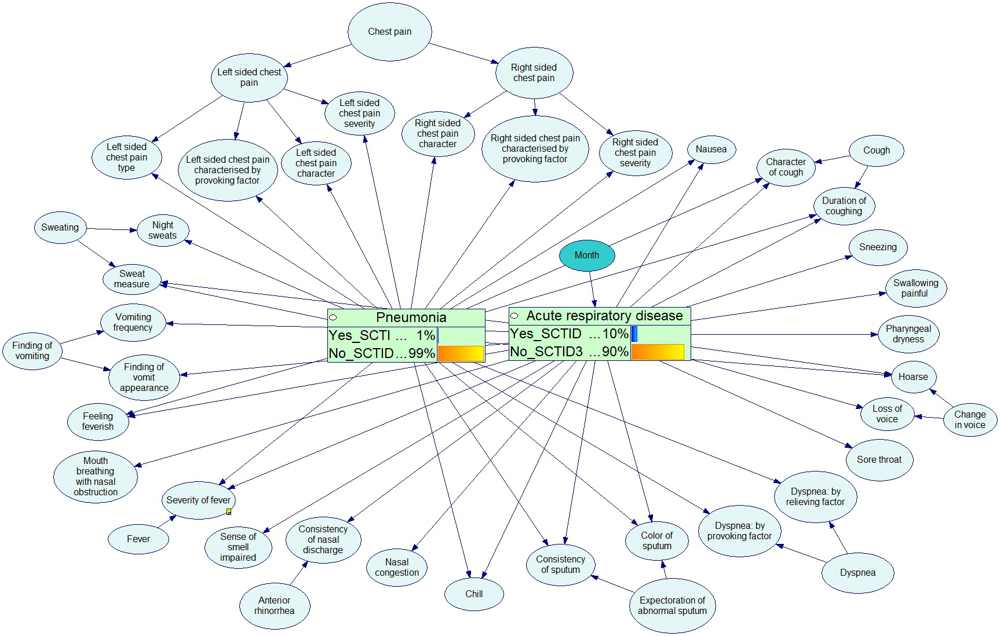 Chest pain
Left sided chest
pain
Right sided
chest pain
Left sided
chest pain
severity
Right sided
chest pain
character
Right sided chest pain
characterised by
provoking factor
Right sided
chest pain
severity
Nausea
Character
of cough
Cough
Left sided
chest pain
type
Left sided chest pain
characterised by
provoking factor
Left sided
chest pain
character
Duration of
coughing
Sweating
Night
sweats
Month
Sneezing
Sweat
measure
Swallowing
painful
Vomiting
frequency
Pneumonia
Yes_SCTI ... 1%
No_SCTID...99%
Acute respiratory disease
Yes_SCTID ...10%
No_SCTID3 ...90%
Pharyngeal
dryness
Finding of
vomiting
Finding of
vomit
appearance
Hoarse
Feeling
feverish
Loss of
voice
Change
in voice
Mouth
breathing
with nasal
obstruction
Sore throat
Severity of fever
Dyspnea: by
relieving factor
Fever
Sense of
smell
impaired
Consistency
of nasal
discharge
Nasal
congestion
Consistency
of sputum
Color of
sputum
Dyspnea: by
provoking factor
Dyspnea
Anterior
rhinorrhea
Chill
Expectoration of
abnormal sputum